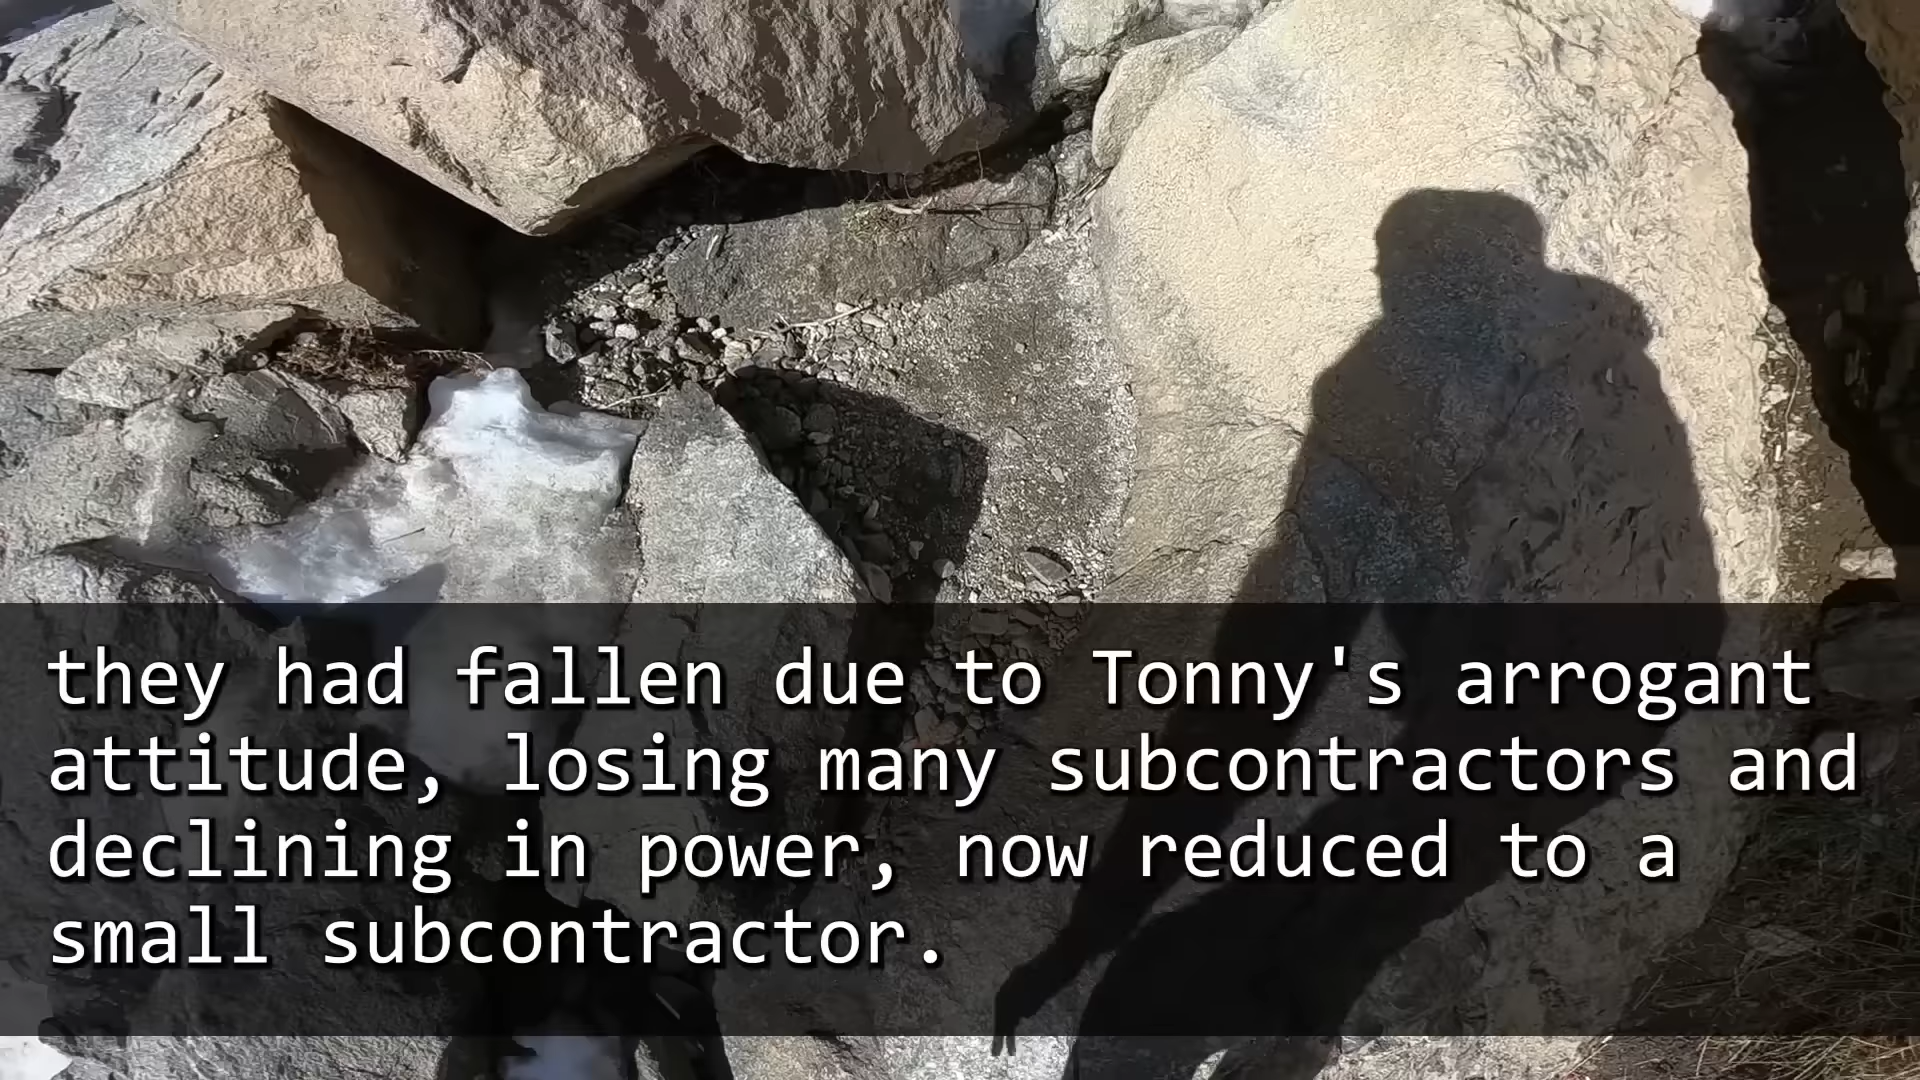 they had fallen due to Tonny's arrogant
attitude, losing many subcontractors and
declining in power, now reduced to a
small subcontractor.